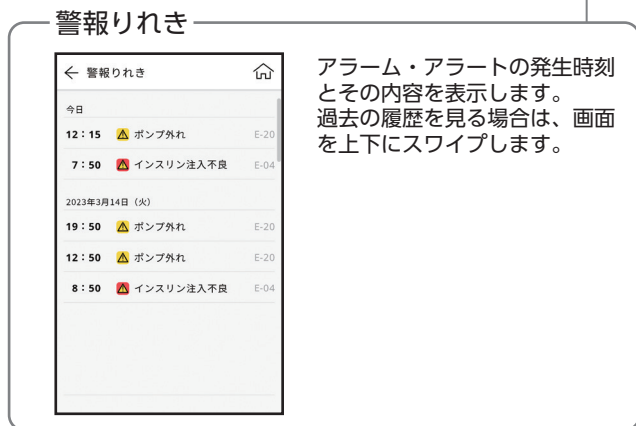 警報りれき
← 警報りれき
今日
12：15 ポンプ外れ E-20
7：50 インスリン注入不良 E-04
2023年3月14日（火）
19：50 ポンプ外れ E-20
12：50 ポンプ外れ E-20
8：50 インスリン注入不良 E-04
アラーム・アラートの発生時刻
とその内容を表示します。
過去の履歴を見る場合は、画面
を上下にスワイプします。